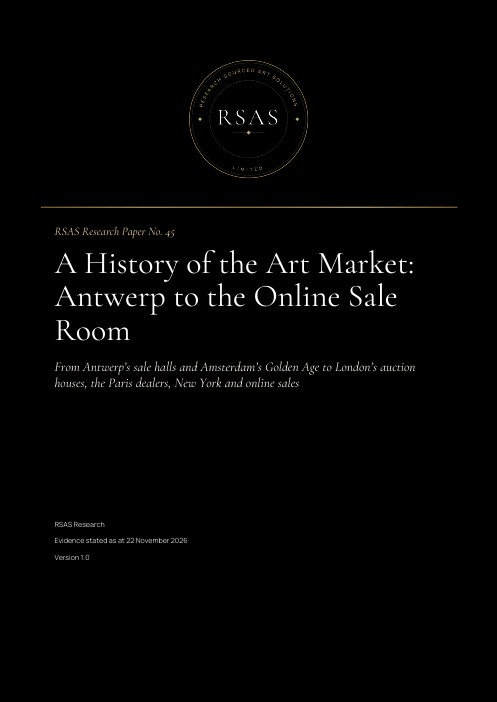 RESEARCH SOURCED ART SOLUTIONS
RSAS
LIMITED
RSAS Research Paper No. 45
A History of the Art Market:
Antwerp to the Online Sale
Room
From Antwerp's sale halls and Amsterdam's Golden Age to London's auction
houses, the Paris dealers, New York and online sales
RSAS Research
Evidence stated as at 22 November 2026
Version 1.0